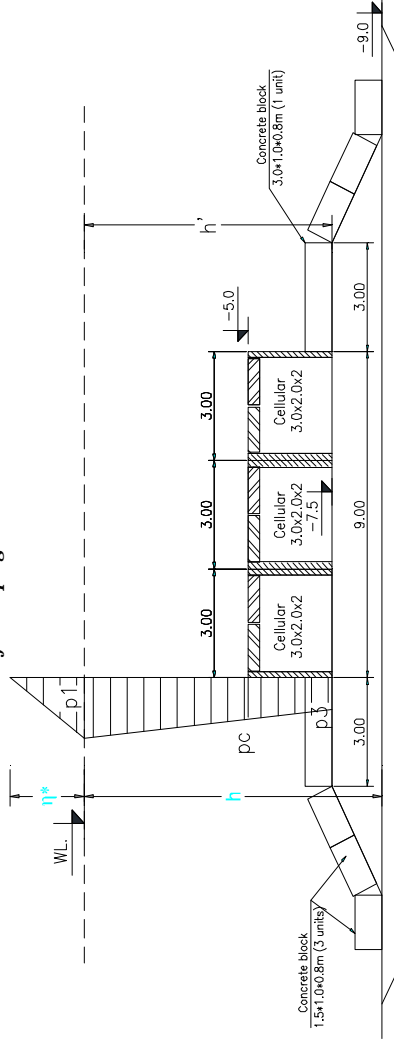 η*
p1
WL.
h
h'
-5.0
-9.0
Concrete block
3.0*1.0*0.8m (1 unit)
3.00
3.00
3.00
pc
Cellular
3.0x2.0x2
Cellular
3.0x2.0x2
Cellular
3.0x2.0x2
-7.5
p3
Concrete block
1.5*1.0*0.8m (3 units)
3.00
9.00
3.00